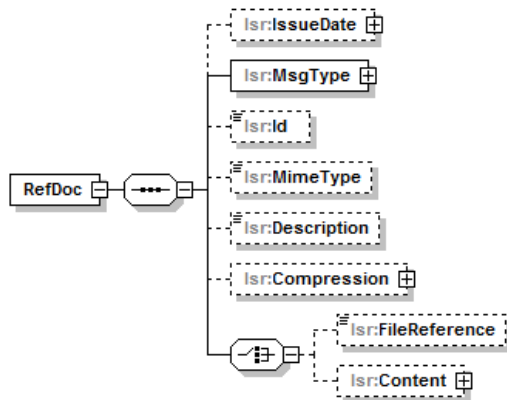 lsr:IssueDate
lsr:MsgType
lsr:Id
lsr:MimeType
RefDoc
lsr:Description
lsr:Compression
lsr:FileReference
lsr:Content